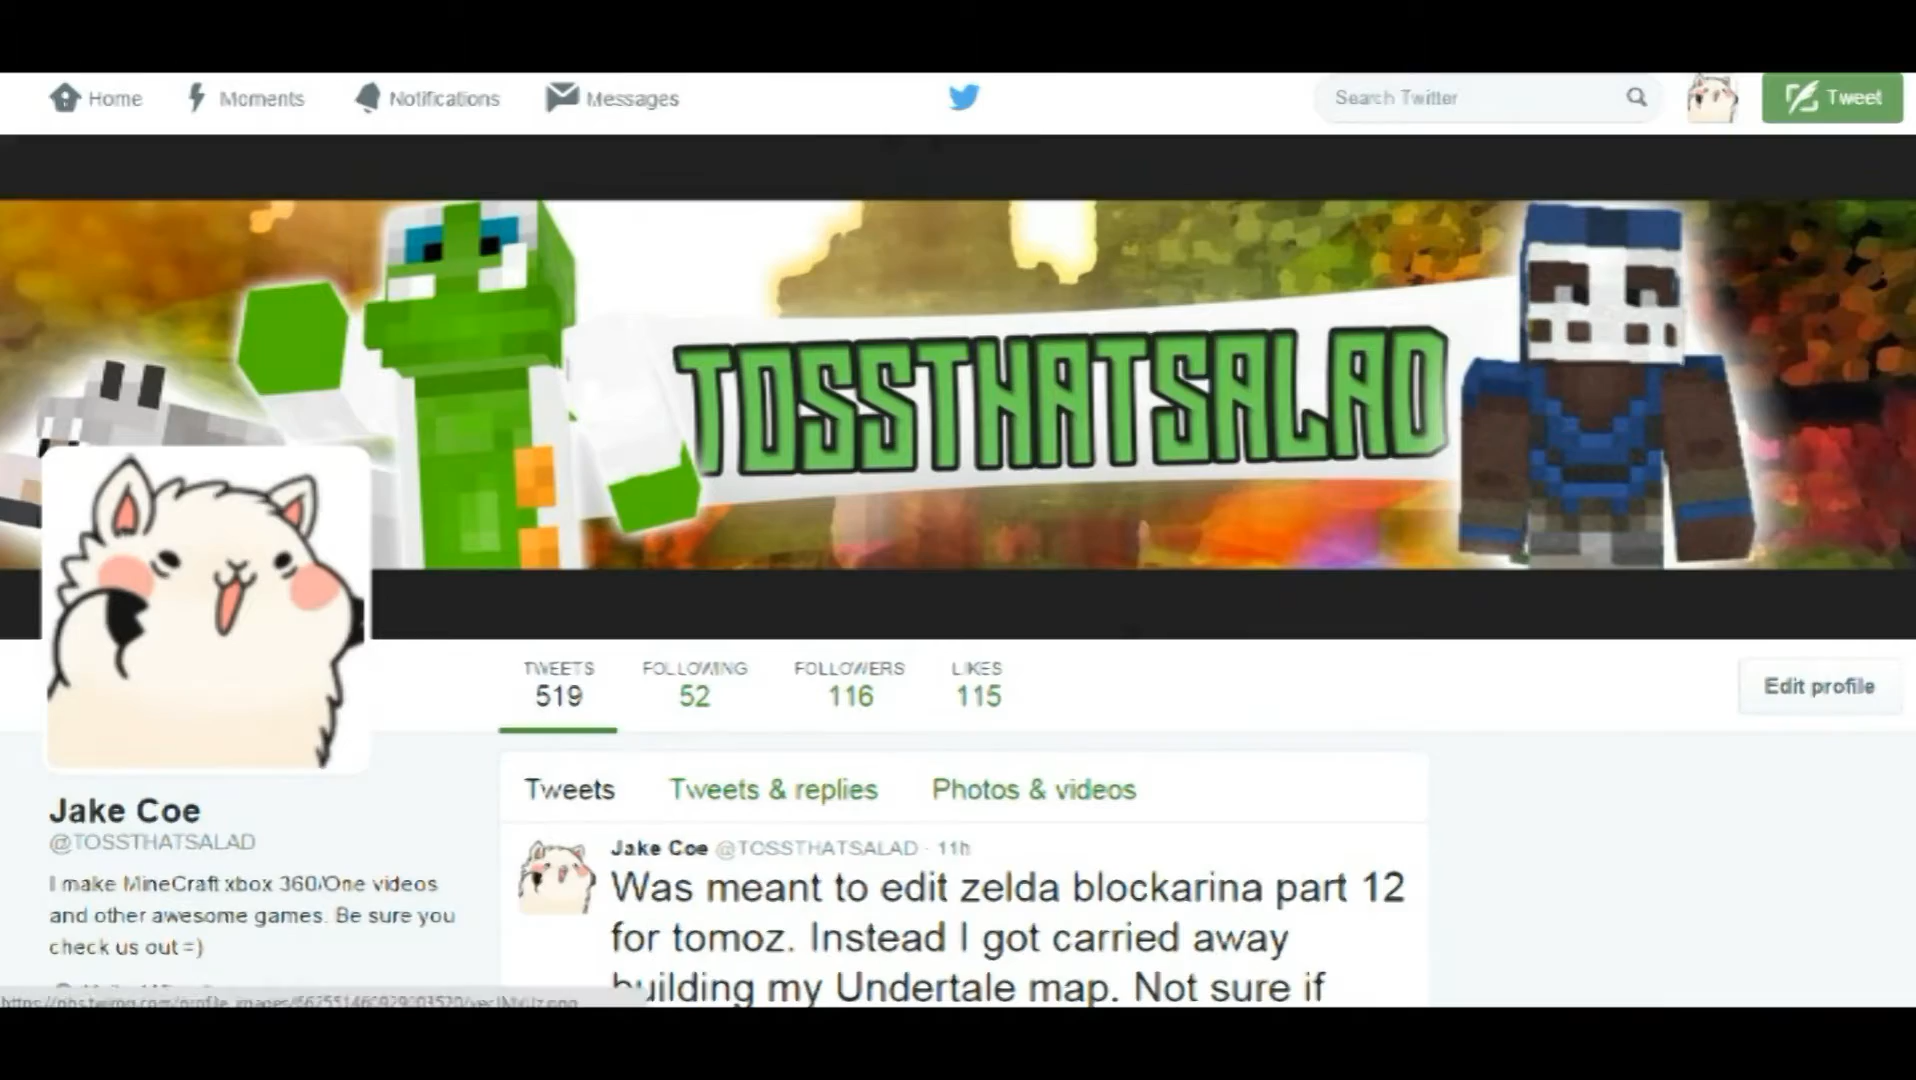 Home
Moments
Notifications
Messages
Search Twitter
Tweet
TOSSTHATSALAD
TWEETS
FOLLOWING
FOLLOWERS
LIKES
519
52
116
115
Edit profile
Tweets
Tweets & replies
Photos & videos
Jake Coe
@TOSSTHATSALAD
I make MineCraft xbox 360/One videos
and other awesome games. Be sure you
check us out =)
Jake Coe @TOSSTHATSALAD · 11h
Was meant to edit zelda blockarina part 12
for tomoz. Instead I got carried away
building my Undertale map. Not sure if